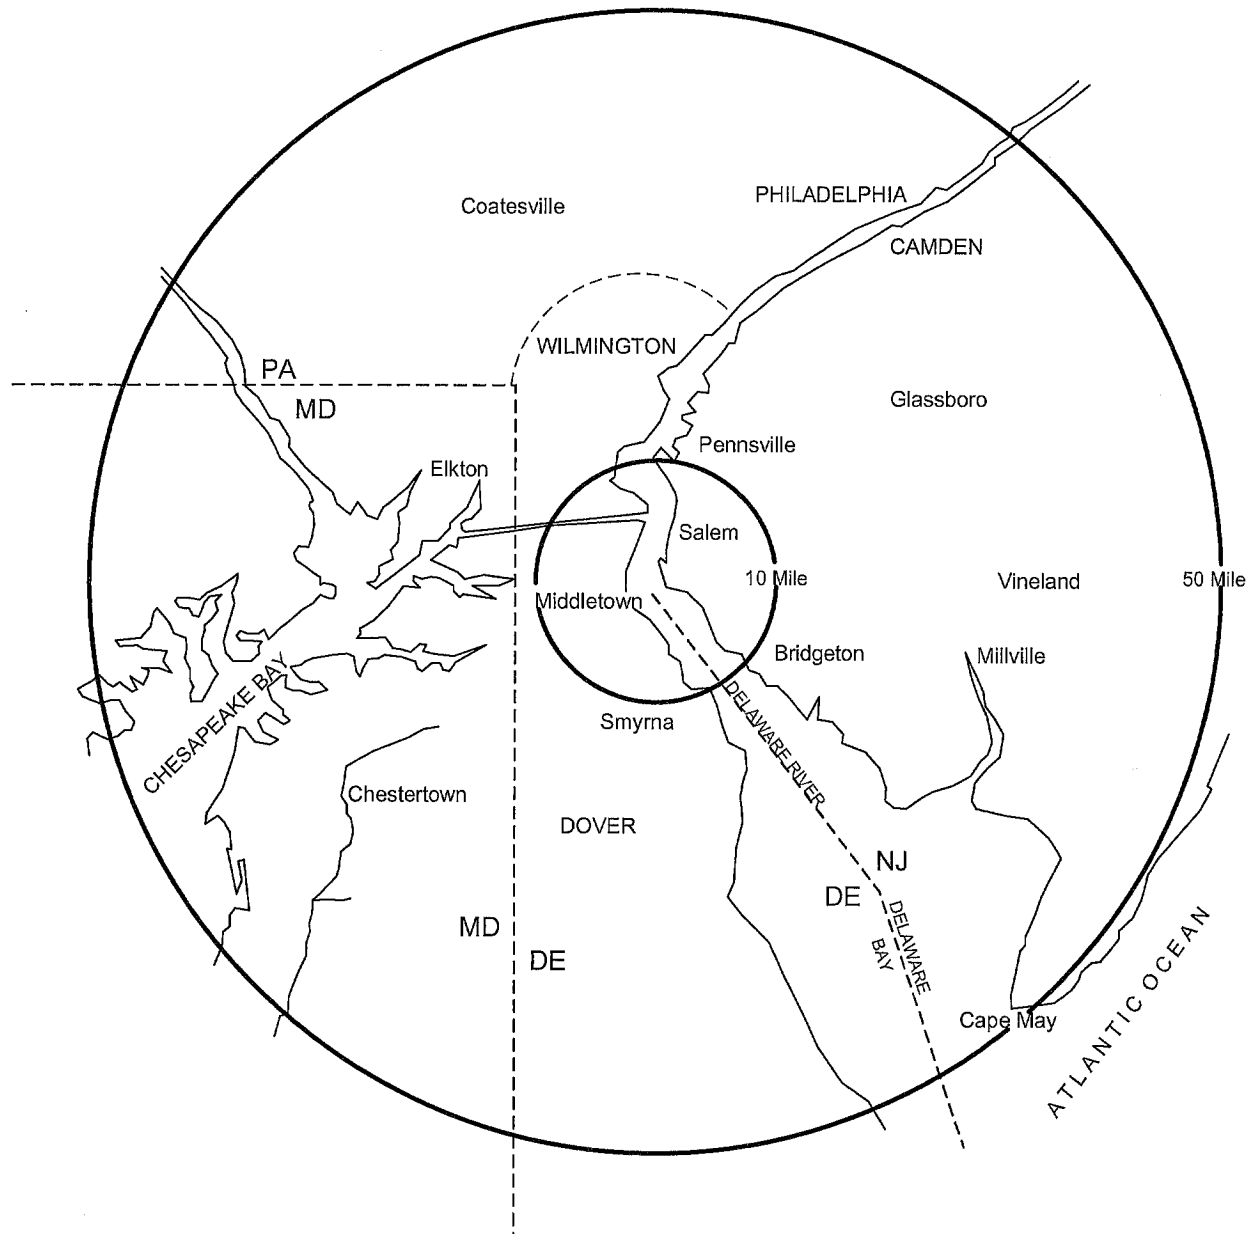 PHILADELPHIA
Coatesville
CAMDEN
WILMINGTON
PA
MD
Glassboro
Pennsville
Elkton
Salem
10 Mile
Vineland
50 Mile
Middletown
Bridgeton
Millville
CHESAPEAKE BAY
Smyrna
DELAWARE RIVER
Chestertown
DOVER
NJ
DE
MD
DE
DELAWARE
BAY
ATLANTIC OCEAN
Cape May